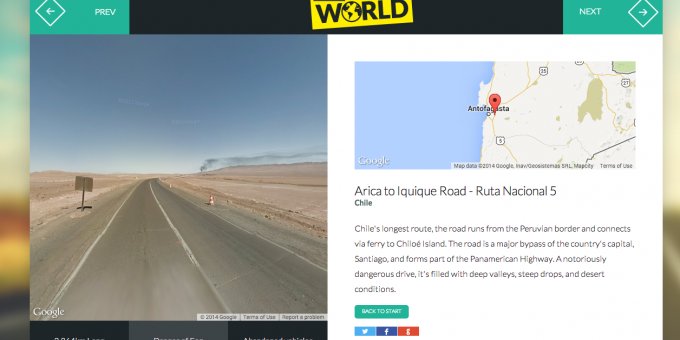 PREV
WORLD
NEXT
25
27
Antofagasta
5
Google
Map data ©2014 Google, Inav/Geosistemas SRL, Mapcity
Terms of Use
Arica to Iquique Road - Ruta Nacional 5
Chile
Chile's longest route, the road runs from the Peruvian border and connects
via ferry to Chiloé Island. The road is a major bypass of the country's capital,
Santiago, and forms part of the Panamerican Highway. A notoriously
dangerous drive, it's filled with deep valleys, steep drops, and desert
conditions.
BACK TO START
Google
© 2014 Google
Terms of Use
Report a problem